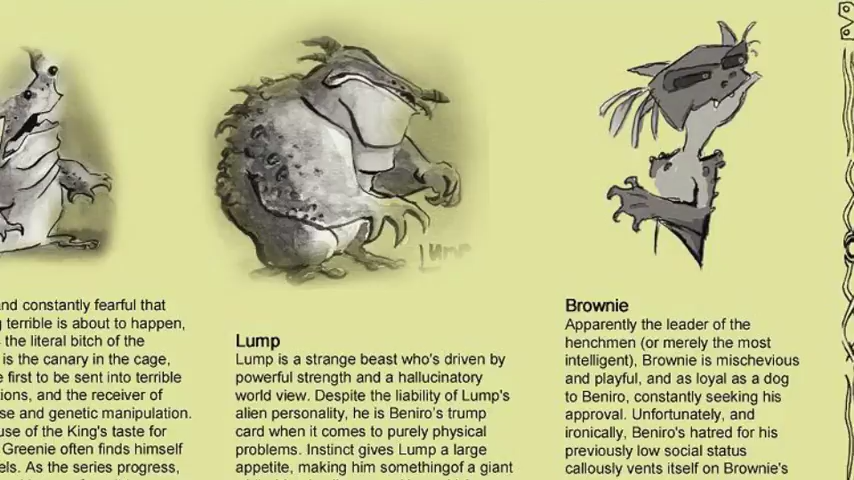 and constantly fearful that
terrible is about to happen,
the literal bitch of the
is the canary in the cage,
first to be sent into terrible
and the receiver of
and genetic manipulation.
use of the King's taste for
Greenie often finds himself
As the series progress,
Lump
Lump
Lump is a strange beast who's driven by
powerful strength and a hallucinatory
world view. Despite the liability of Lump's
alien personality, he is Beniro's trump
card when it comes to purely physical
problems. Instinct gives Lump a large
appetite, making him somethingof a giant
Brownie
Apparently the leader of the
henchmen (or merely the most
intelligent), Brownie is mischevious
and playful, and as loyal as a dog
to Beniro, constantly seeking his
approval. Unfortunately, and
ironically, Beniro's hatred for his
previously low social status
callously vents itself on Brownie's